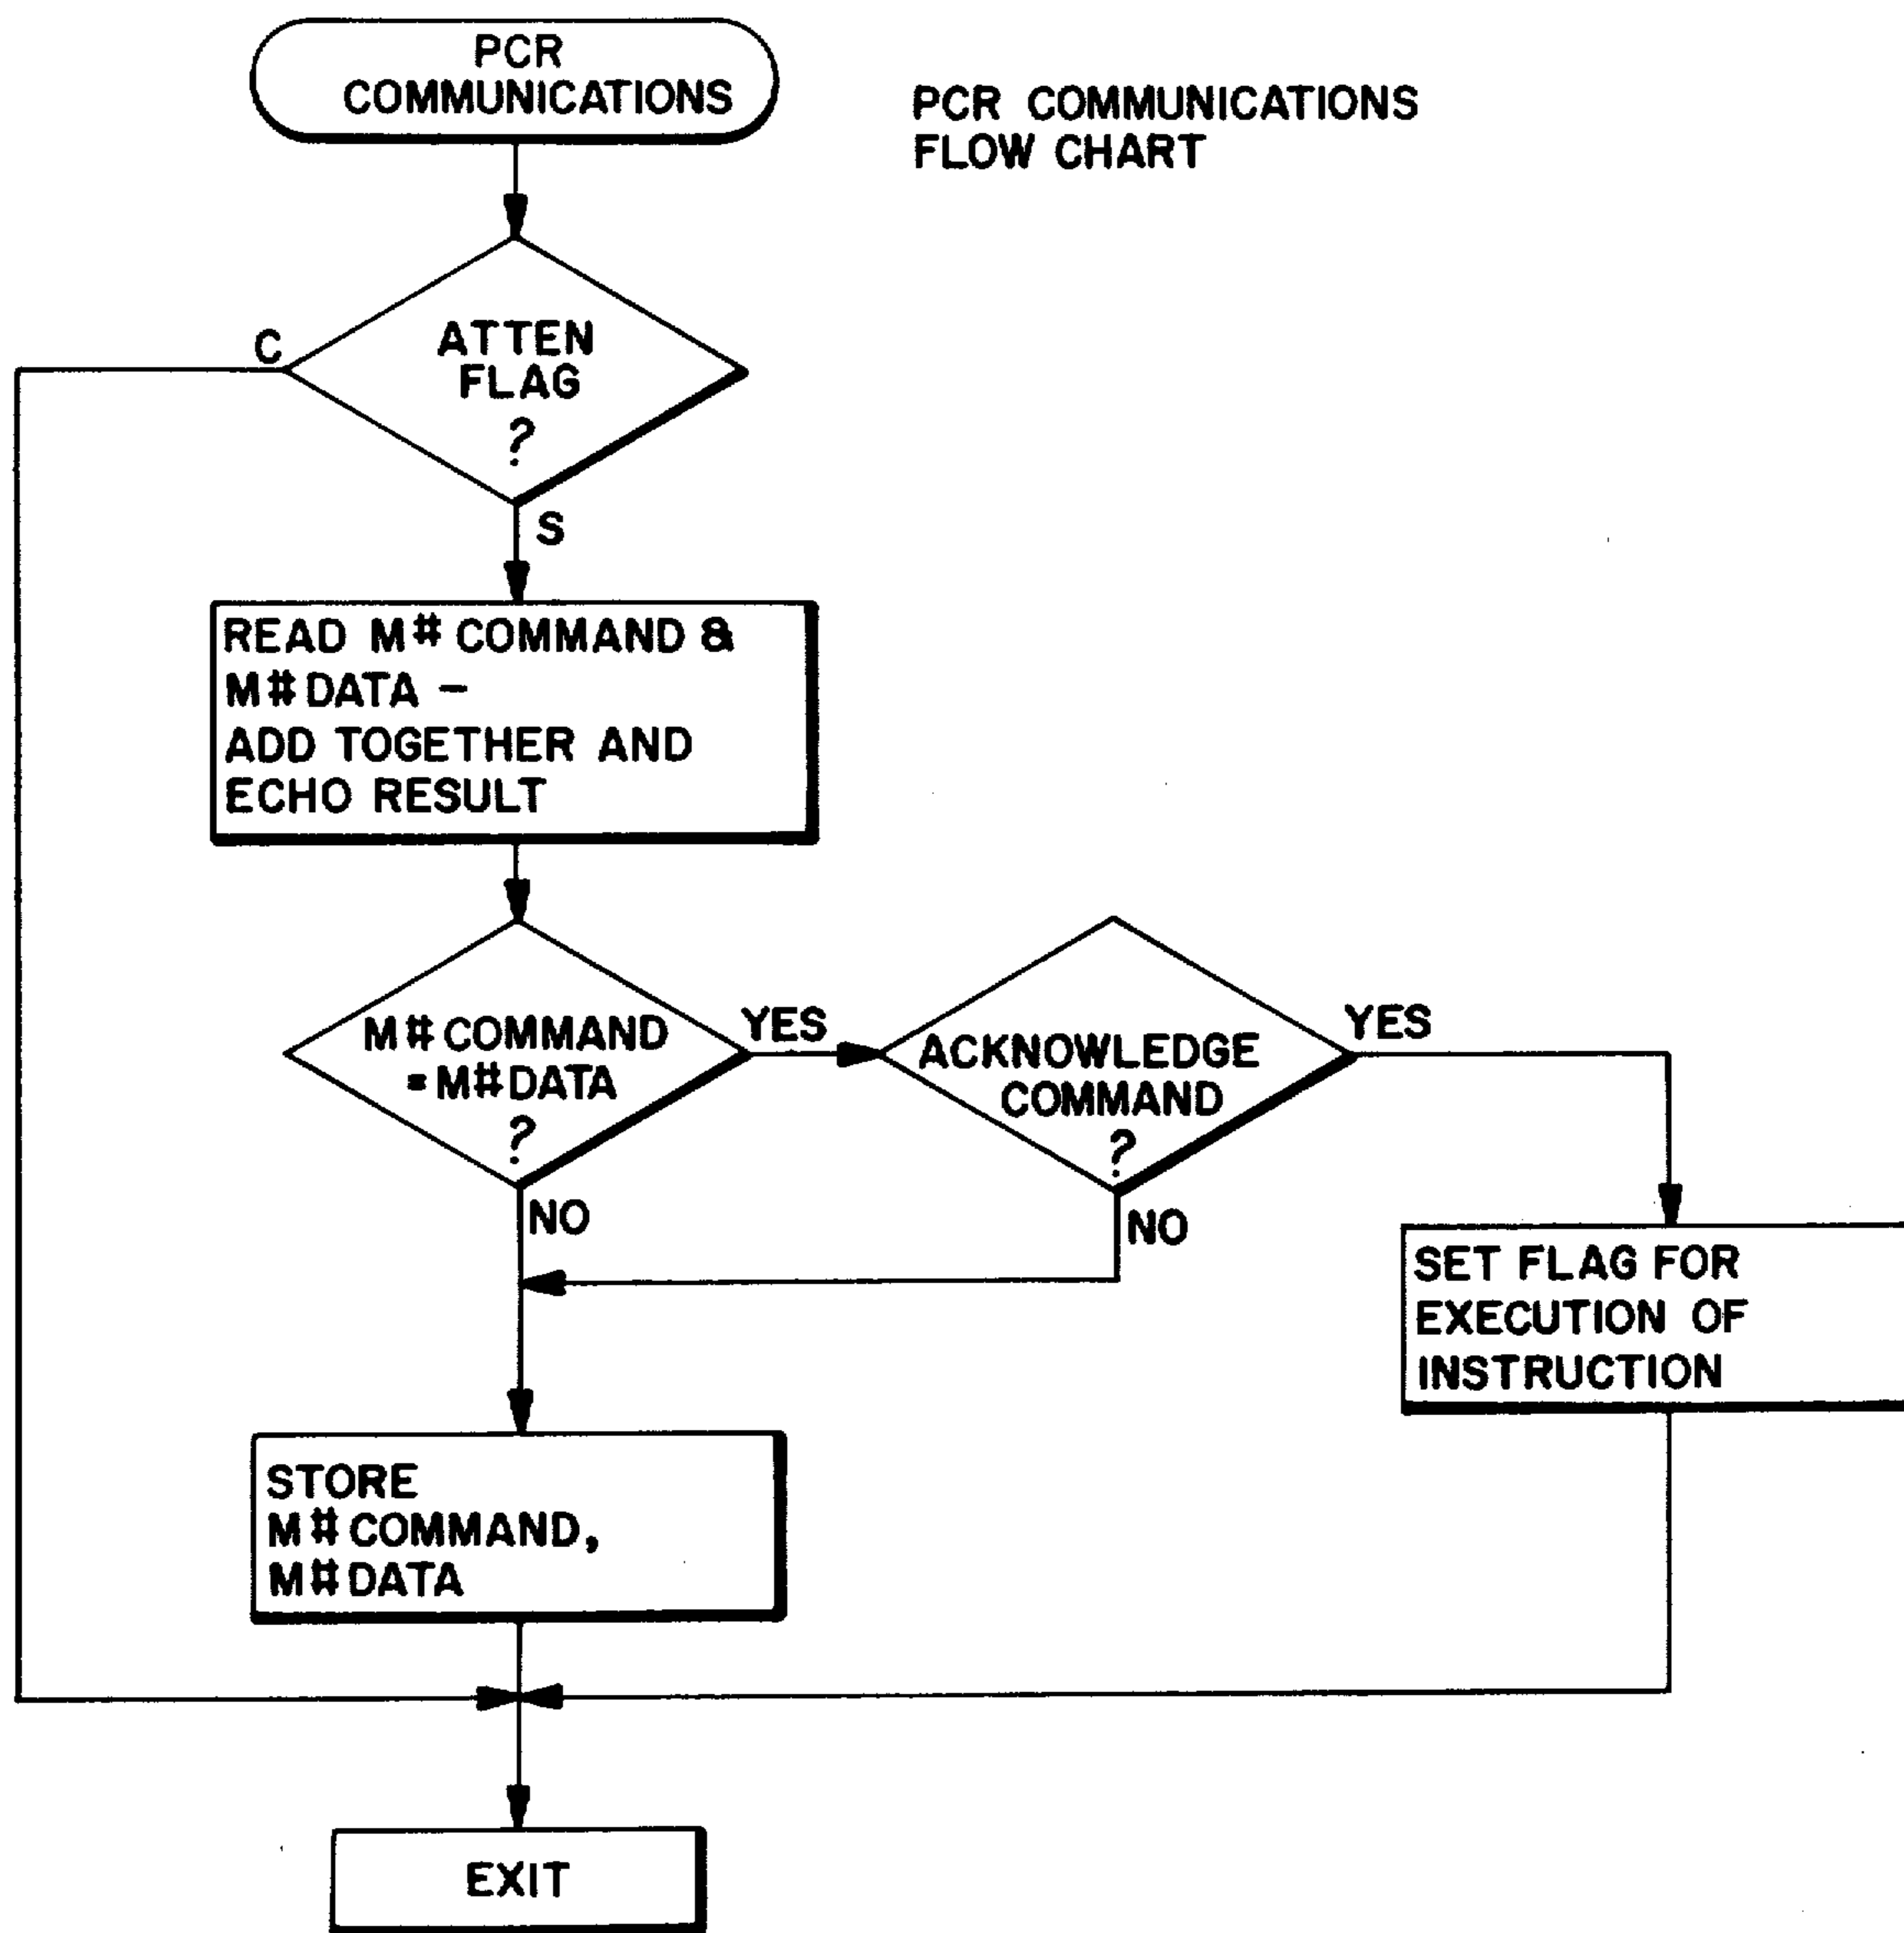 PCR
COMMUNICATIONS
PCR COMMUNICATIONS
FLOW CHART
C
ATTEN
FLAG
?
S
READ M# COMMAND &
M# DATA –
ADD TOGETHER AND
ECHO RESULT
M# COMMAND
= M# DATA
?
YES
NO
ACKNOWLEDGE
COMMAND
?
YES
NO
SET FLAG FOR
EXECUTION OF
INSTRUCTION
STORE
M# COMMAND,
M# DATA
EXIT